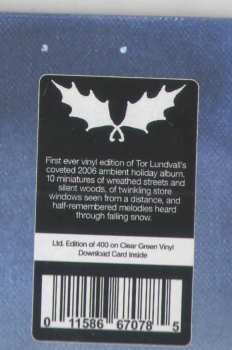 First ever vinyl edition of Tor Lundvall's
coveted 2006 ambient holiday album,
10 miniatures of wreathed streets and
silent woods, of twinkling store
windows seen from a distance, and
half-remembered melodies heard
through falling snow.
Ltd. Edition of 400 on Clear Green Vinyl
Download Card Inside
0 11586 67078 5